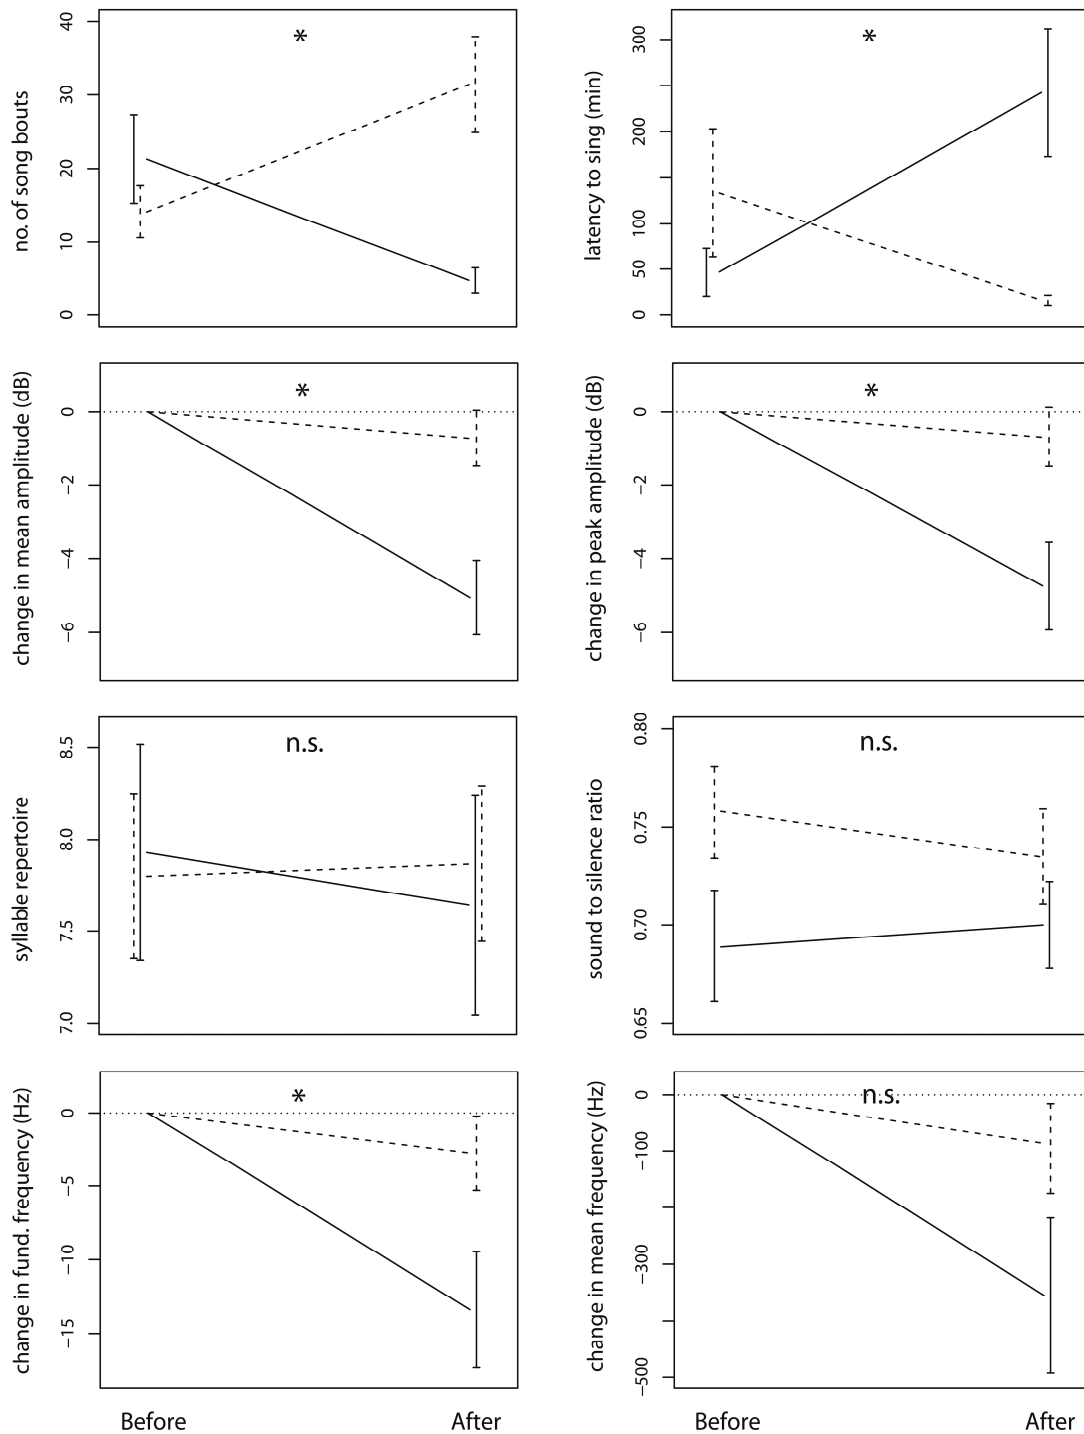 no. of song bouts
0 10 20 30 40
*
latency to sing (min)
0 50 100 200 300
*
change in mean amplitude (dB)
−6 −4 −2 0
*
change in peak amplitude (dB)
−6 −4 −2 0
*
syllable repertoire
7.0 7.5 8.0 8.5
n.s.
sound to silence ratio
0.65 0.70 0.75 0.80
n.s.
change in fund. frequency (Hz)
−15 −10 −5 0
*
change in mean frequency (Hz)
−500 −300 −100 0
n.s.
Before After
Before After